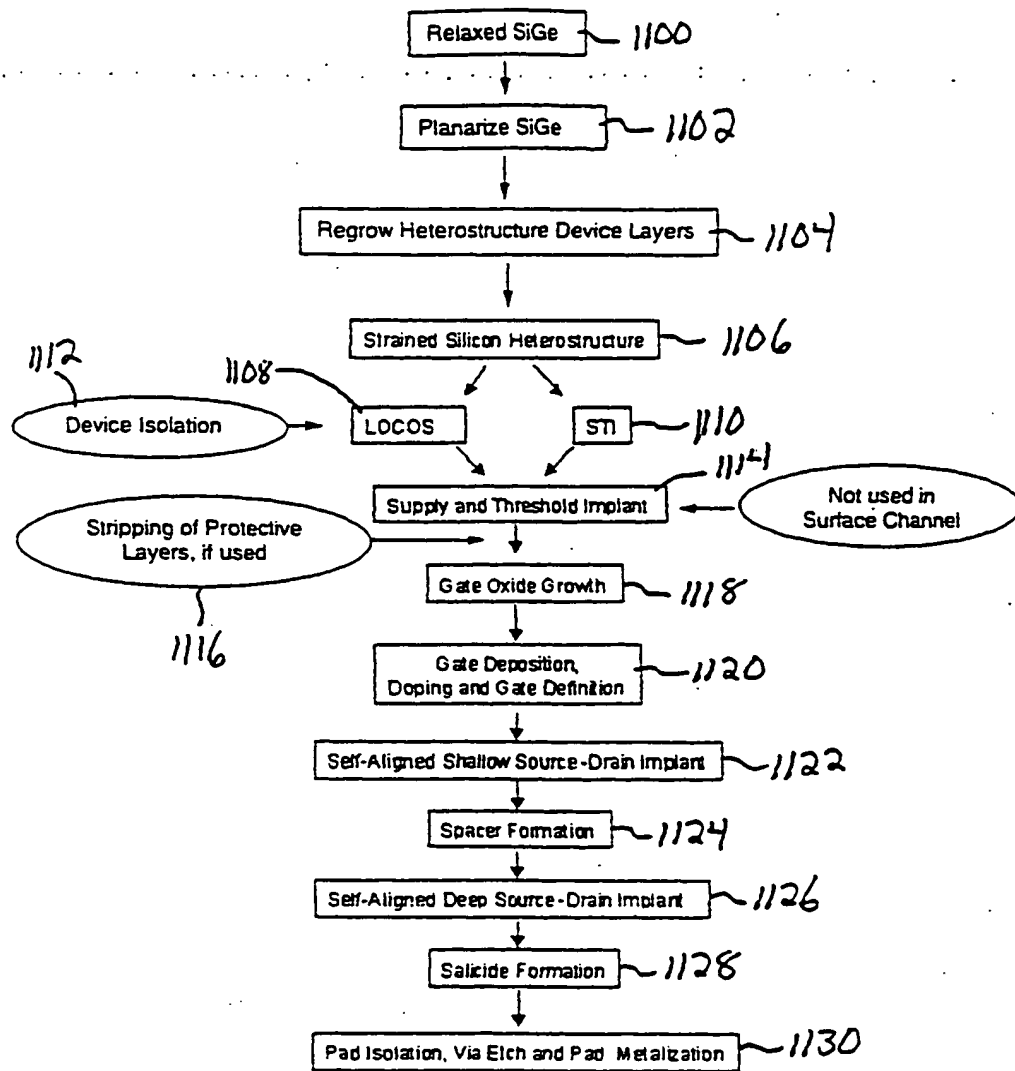 Relaxed SiGe 1100
Planarize SiGe 1102
Regrow Heterostructure Device Layers 1104
Strained Silicon Heterostructure 1106
1112
Device Isolation
1108
LOCOS
STI 1110
1114
Supply and Threshold Implant
Not used in
Surface Channel
Stripping of Protective
Layers, if used
1116
Gate Oxide Growth 1118
Gate Deposition,
Doping and Gate Definition 1120
Self-Aligned Shallow Source-Drain Implant 1122
Spacer Formation 1124
Self-Aligned Deep Source-Drain Implant 1126
Salicide Formation 1128
Pad Isolation, Via Etch and Pad Metalization 1130